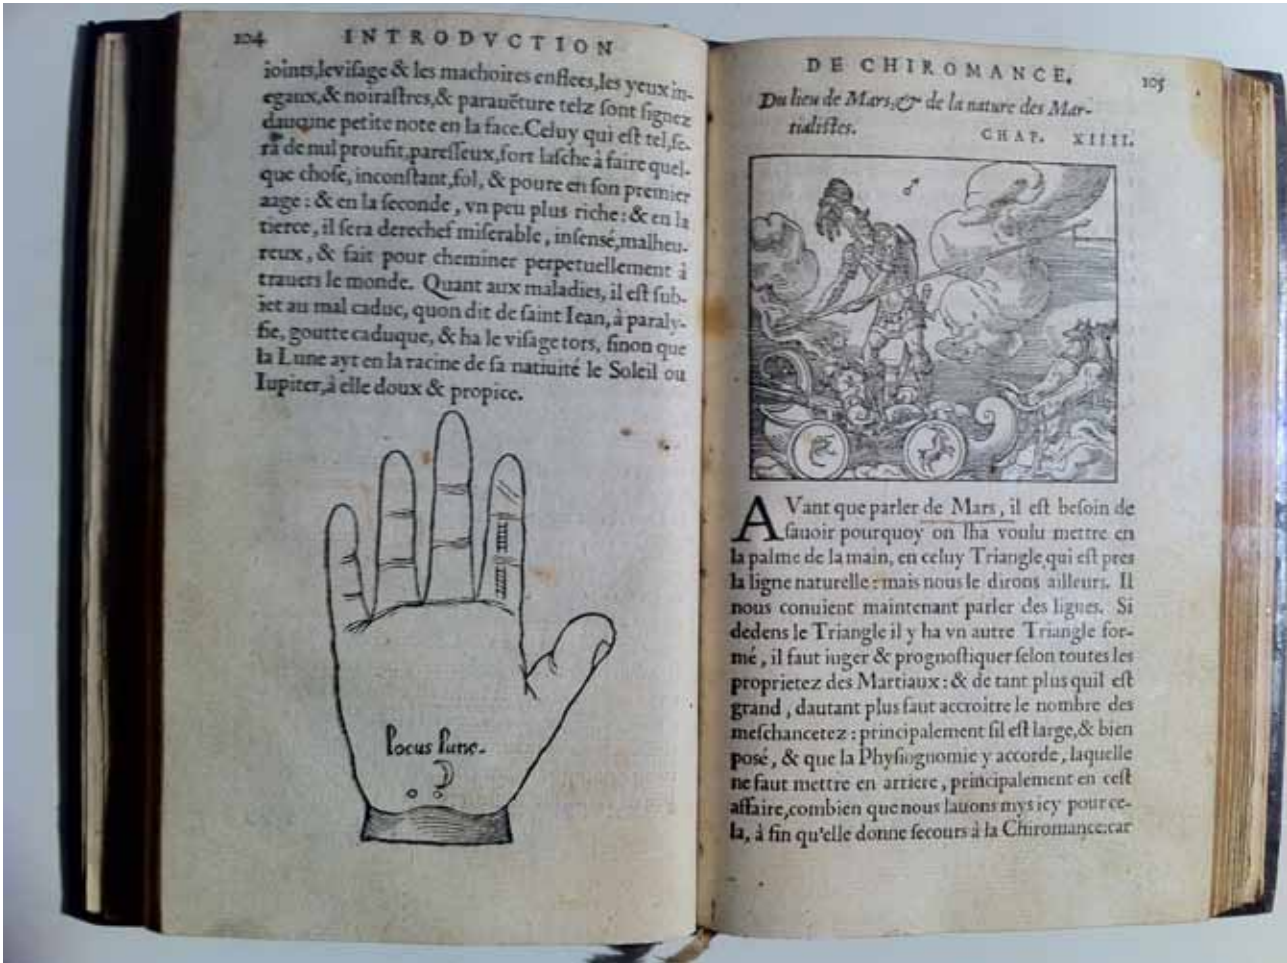 104 INTRODVCTION
ioints,le visage & les machoires enflees,les yeux in-
egaux,& noirastres,& parauẽture telz sont signez
daucune petite note en la face. Celuy qui est tel,se-
ra de nul proufit,paresseux,fort lasche à faire quel-
que chose, inconstant,fol, & poure en son premier
aage : & en la seconde, vn peu plus riche : & en la
tierce, il sera derechef miserable, insensé,malheu-
reux, & fait pour cheminer perpetuellement à
trauers le monde. Quant aux maladies, il est sub-
iet au mal caduc, quon dit de saint Iean, à paraly-
sie, goutte caduque, & ha le visage tors, sinon que
la Lune ayt en la racine de sa natiuité le Soleil ou
Iupiter,à elle doux & propice.
Locus Lune.
DE CHIROMANCE. 105
Du lieu de Mars,& de la nature des Mar-
tialistes. CHAP. XIIII.
♂
AVant que parler de Mars, il est besoin de
sauoir pourquoy on lha voulu mettre en
la palme de la main, en celuy Triangle qui est pres
la ligne naturelle : mais nous le dirons ailleurs. Il
nous conuient maintenant parler des lignes. Si
dedens le Triangle il y ha vn autre Triangle for-
mé, il faut iuger & prognostiquer selon toutes les
proprietez des Martiaux : & de tant plus quil est
grand, dautant plus faut accroitre le nombre des
meschancetez : principalement sil est large,& bien
posé, & que la Physiognomie y accorde, laquelle
ne faut mettre en arriere, principalement en cest
affaire,combien que nous lauons mys icy pour ce-
la, à fin qu'elle donne secours à la Chiromance:car